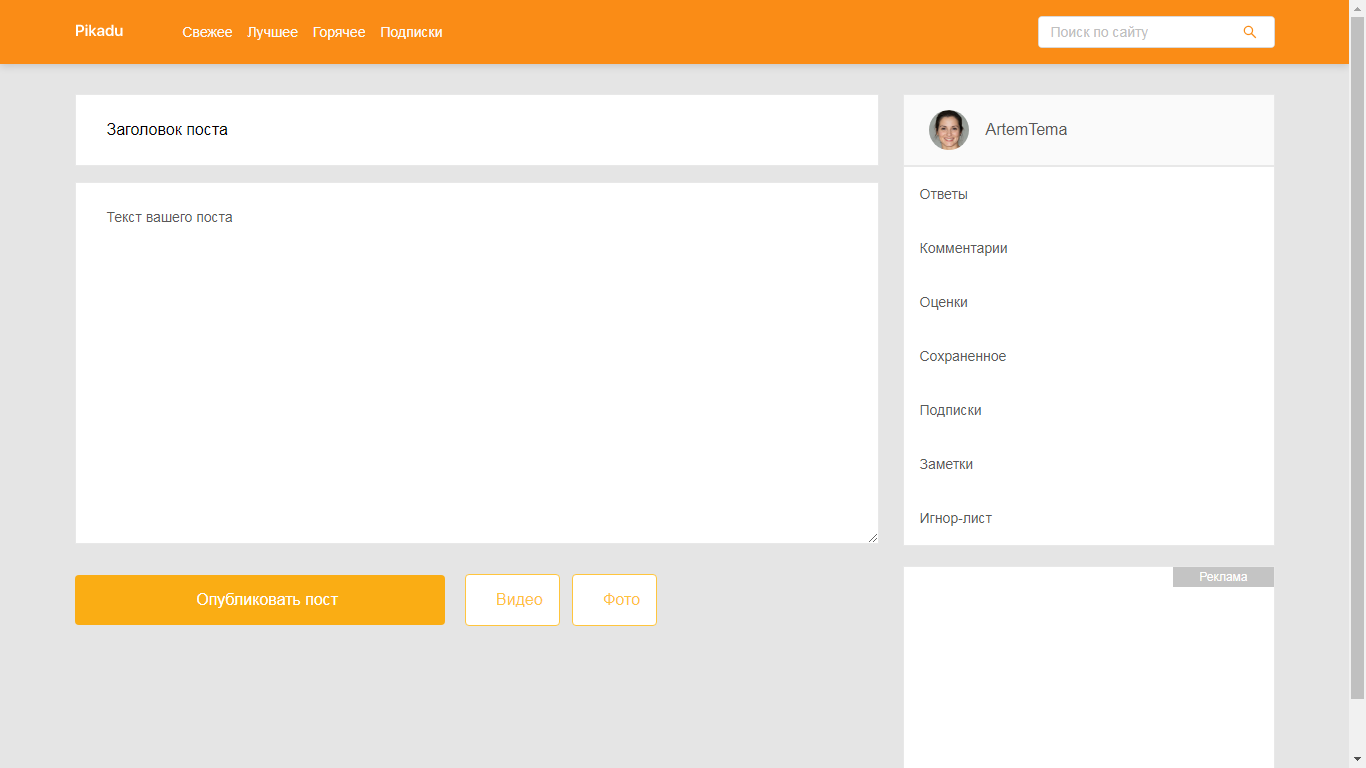 Pikadu
Свежее Лучшее Горячее Подписки
Поиск по сайту
Заголовок поста
Текст вашего поста
Опубликовать пост
Видео
Фото
ArtemTema
Ответы
Комментарии
Оценки
Сохраненное
Подписки
Заметки
Игнор-лист
Реклама